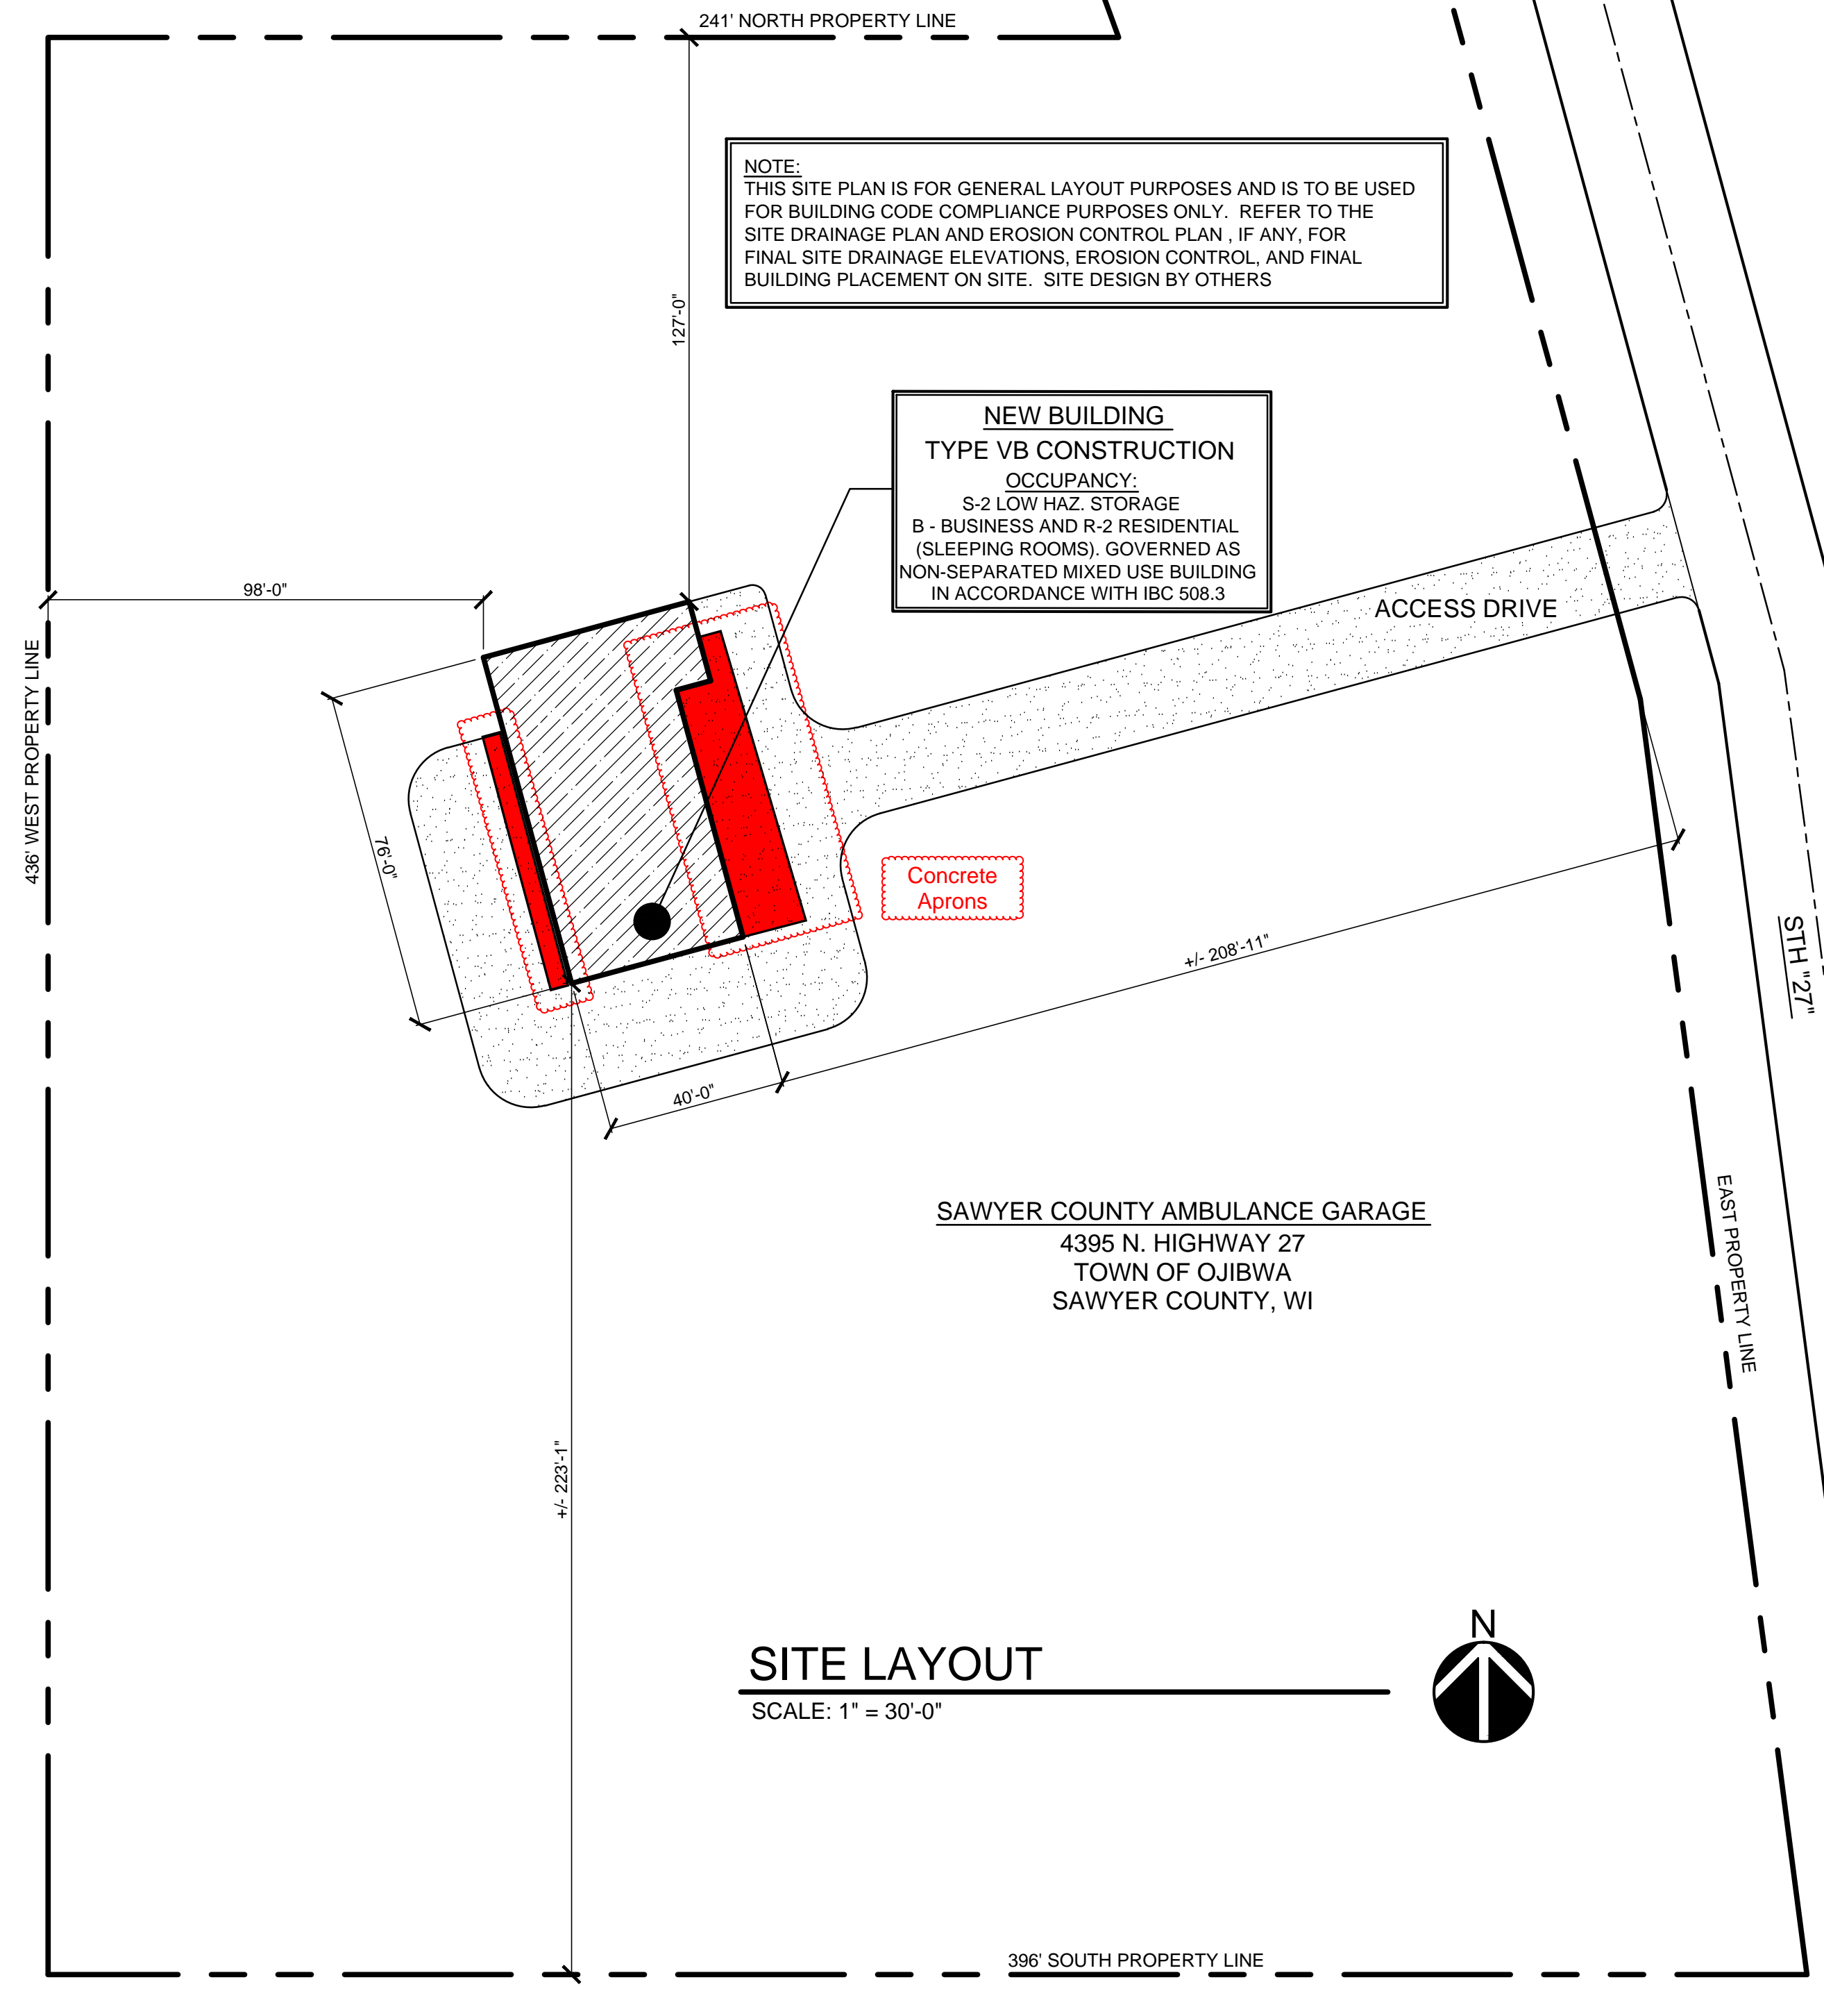 241' NORTH PROPERTY LINE
NOTE:
THIS SITE PLAN IS FOR GENERAL LAYOUT PURPOSES AND IS TO BE USED
FOR BUILDING CODE COMPLIANCE PURPOSES ONLY.  REFER TO THE
SITE DRAINAGE PLAN AND EROSION CONTROL PLAN , IF ANY, FOR
FINAL SITE DRAINAGE ELEVATIONS, EROSION CONTROL, AND FINAL
BUILDING PLACEMENT ON SITE.  SITE DESIGN BY OTHERS
127'-0"
NEW BUILDING
TYPE VB CONSTRUCTION
OCCUPANCY:
S-2 LOW HAZ. STORAGE
B - BUSINESS AND R-2 RESIDENTIAL
(SLEEPING ROOMS). GOVERNED AS
NON-SEPARATED MIXED USE BUILDING
IN ACCORDANCE WITH IBC 508.3
98'-0"
ACCESS DRIVE
436' WEST PROPERTY LINE
76'-0"
Concrete
Aprons
+/- 208'-11"
STH "27"
40'-0"
EAST PROPERTY LINE
SAWYER COUNTY AMBULANCE GARAGE
4395 N. HIGHWAY 27
TOWN OF OJIBWA
SAWYER COUNTY, WI
+/- 223'-1"
N
SITE LAYOUT
SCALE: 1" = 30'-0"
396' SOUTH PROPERTY LINE